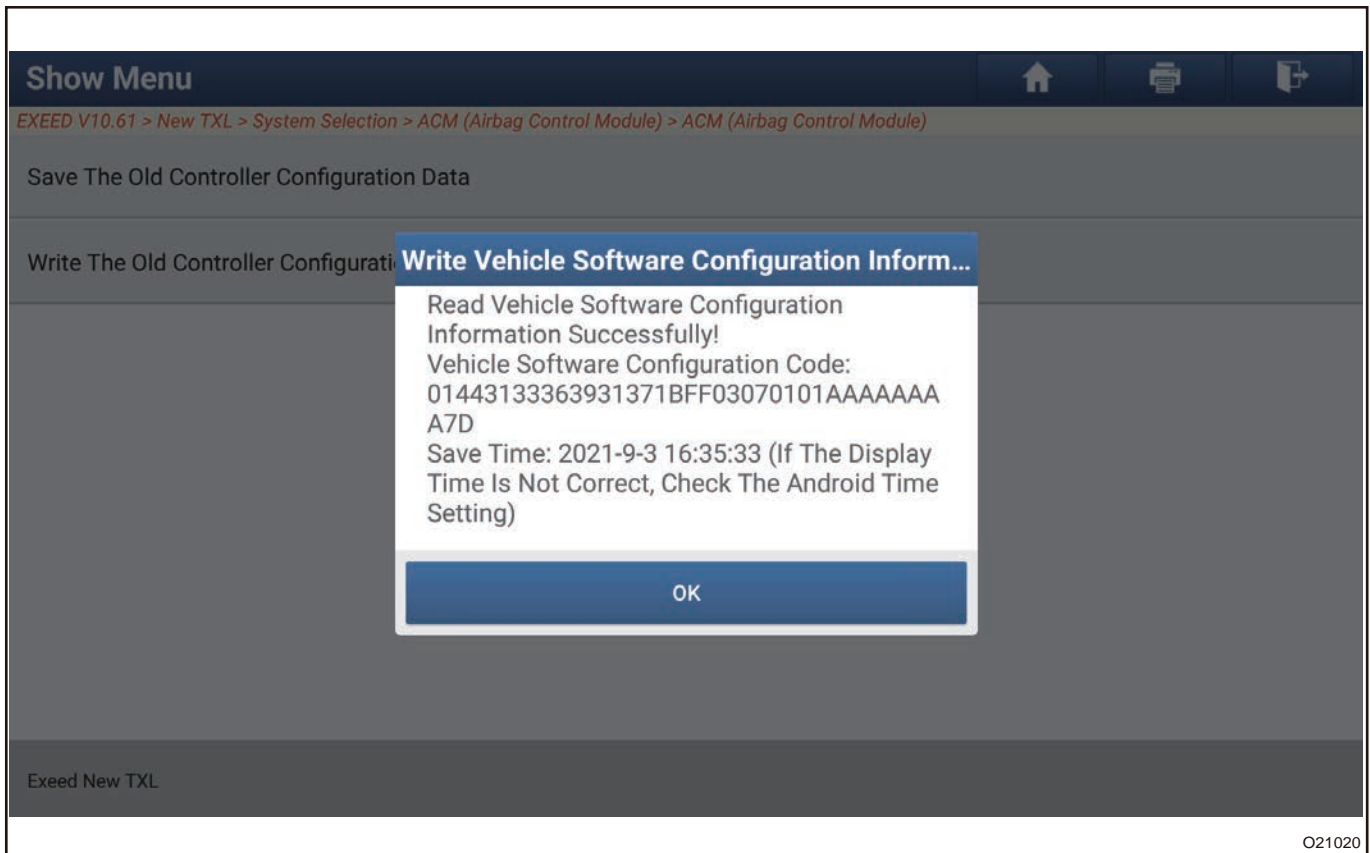 Show Menu
EXEED V10.61 > New TXL > System Selection > ACM (Airbag Control Module) > ACM (Airbag Control Module)
Save The Old Controller Configuration Data
Write The Old Controller Configurati
Write Vehicle Software Configuration Inform...
Read Vehicle Software Configuration
Information Successfully!
Vehicle Software Configuration Code:
01443133363931371BFF03070101AAAAAAA
A7D
Save Time: 2021-9-3 16:35:33 (If The Display
Time Is Not Correct, Check The Android Time
Setting)
OK
Exeed New TXL
O21020